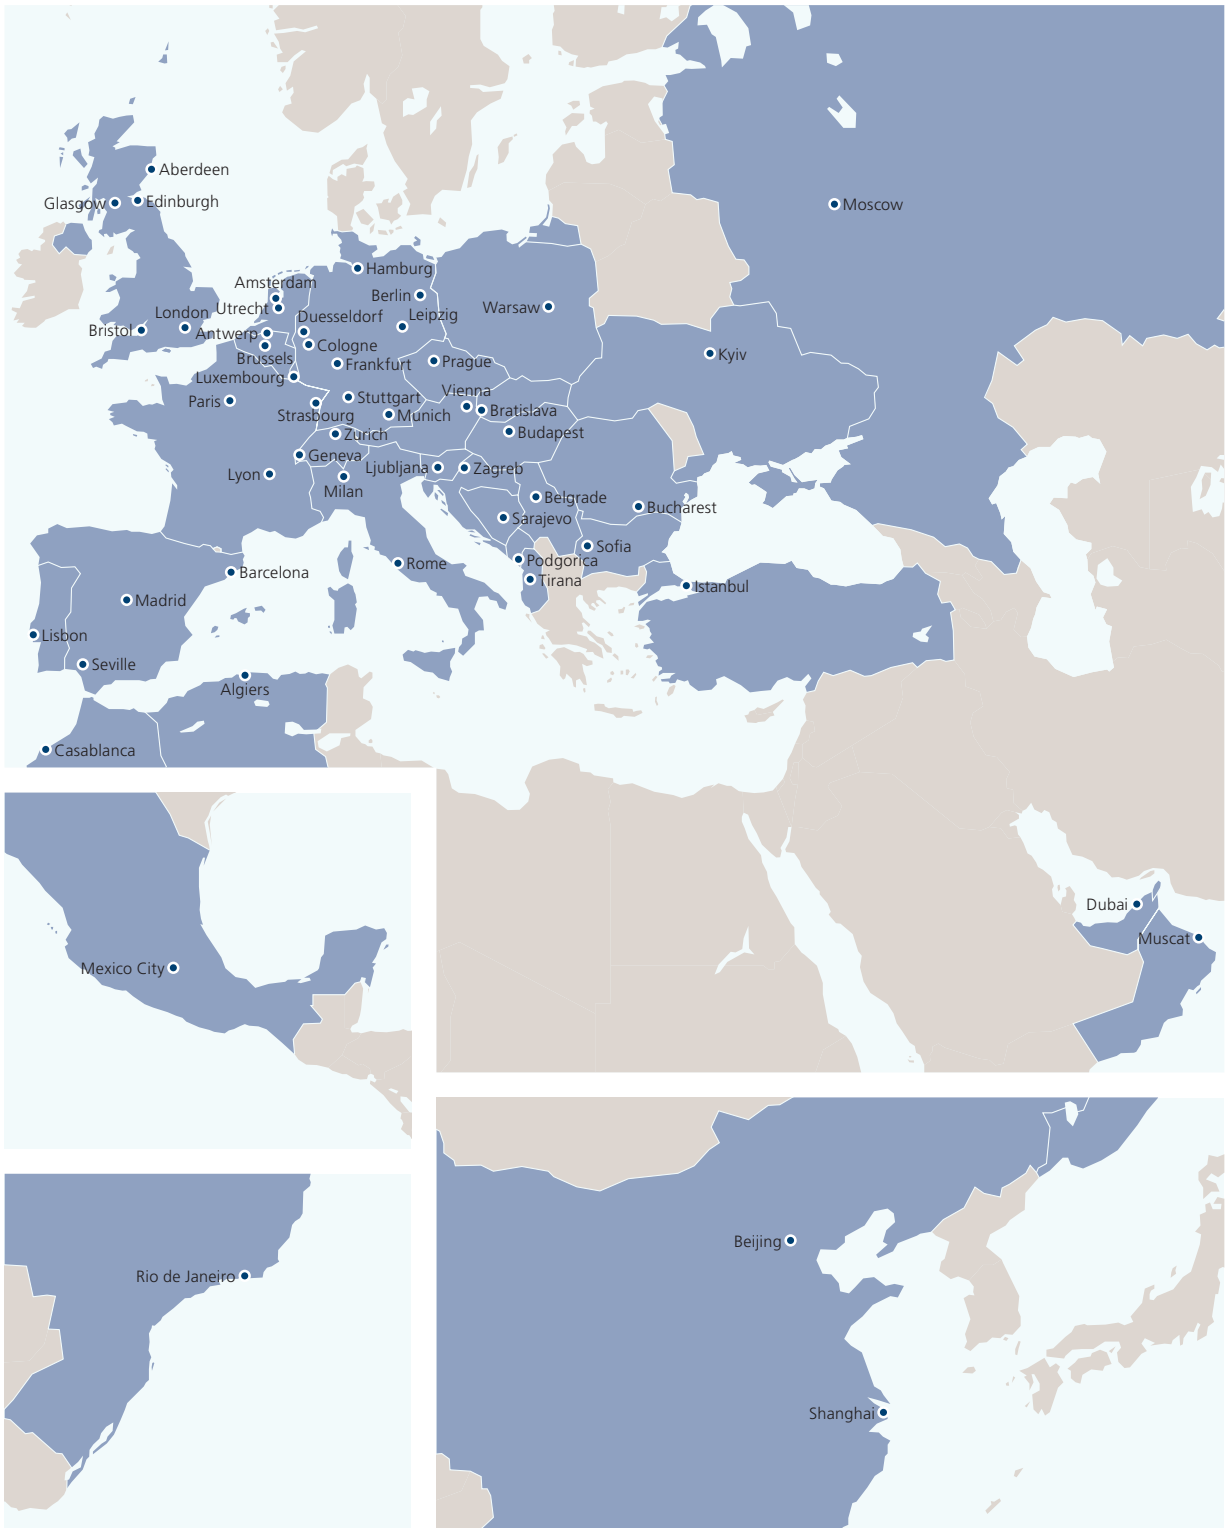 Aberdeen
Glasgow
Edinburgh
Moscow
Hamburg
Amsterdam
Berlin
Utrecht
Warsaw
London
Duesseldorf
Leipzig
Bristol
Antwerp
Cologne
Brussels
Kyiv
Frankfurt
Prague
Luxembourg
Vienna
Paris
Stuttgart
Strasbourg
Munich
Bratislava
Zurich
Budapest
Geneva
Ljubljana
Zagreb
Lyon
Milan
Belgrade
Bucharest
Sarajevo
Sofia
Podgorica
Rome
Barcelona
Tirana
Istanbul
Madrid
Lisbon
Seville
Algiers
Casablanca
Dubai
Muscat
Mexico City
Beijing
Rio de Janeiro
Shanghai